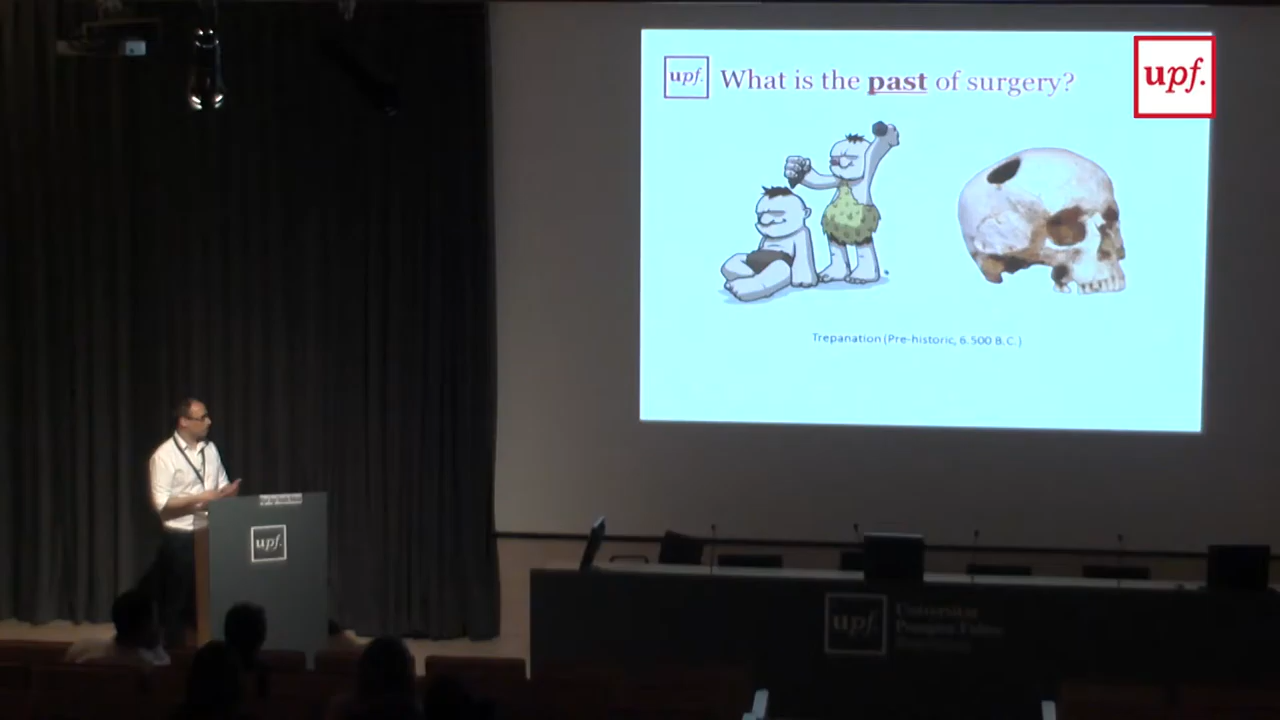 upf. What is the past of surgery?
upf.
Trepanation (Pre-historic, 6.500 B.C.)
upf.
upf. Universitat
Pompeu Fabra